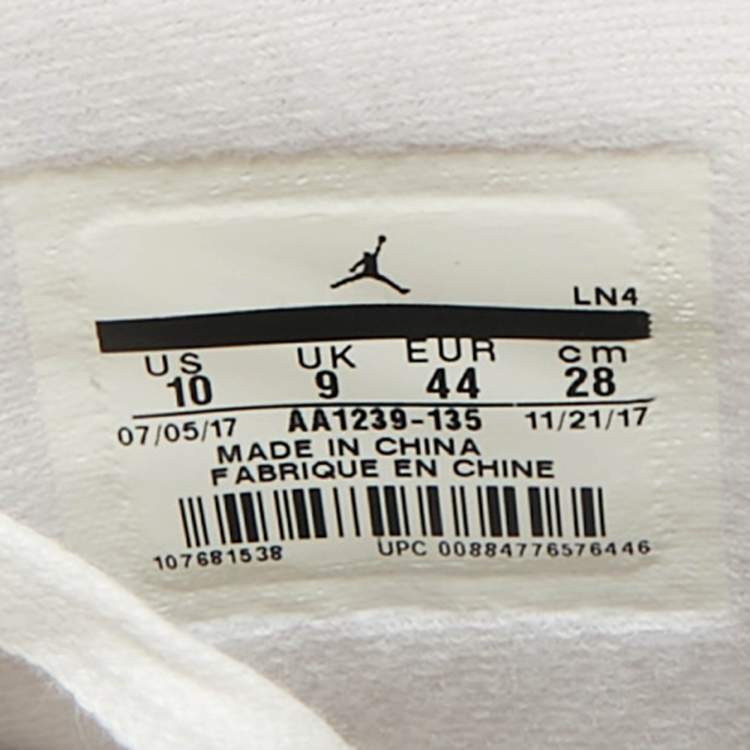 LN4
US UK EUR cm
10 9 44 28
07/05/17 AA1239-135 11/21/17
MADE IN CHINA
FABRIQUE EN CHINE
107681538 UPC 00884776576446